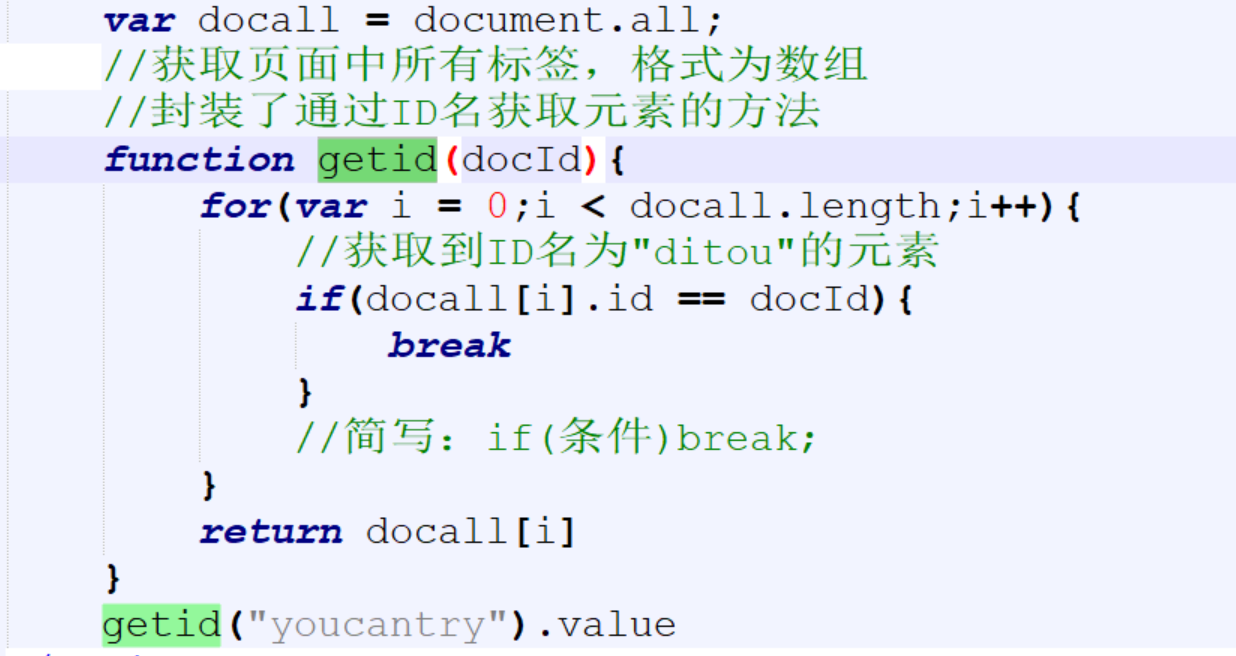 var docall = document.all;
//获取页面中所有标签，格式为数组
//封装了通过ID名获取元素的方法
function getid(docId){
for(var i = 0;i < docall.length;i++){
//获取到ID名为"ditou"的元素
if(docall[i].id == docId){
break
}
//简写：if(条件)break;
}
return docall[i]
}
getid("youcantry").value